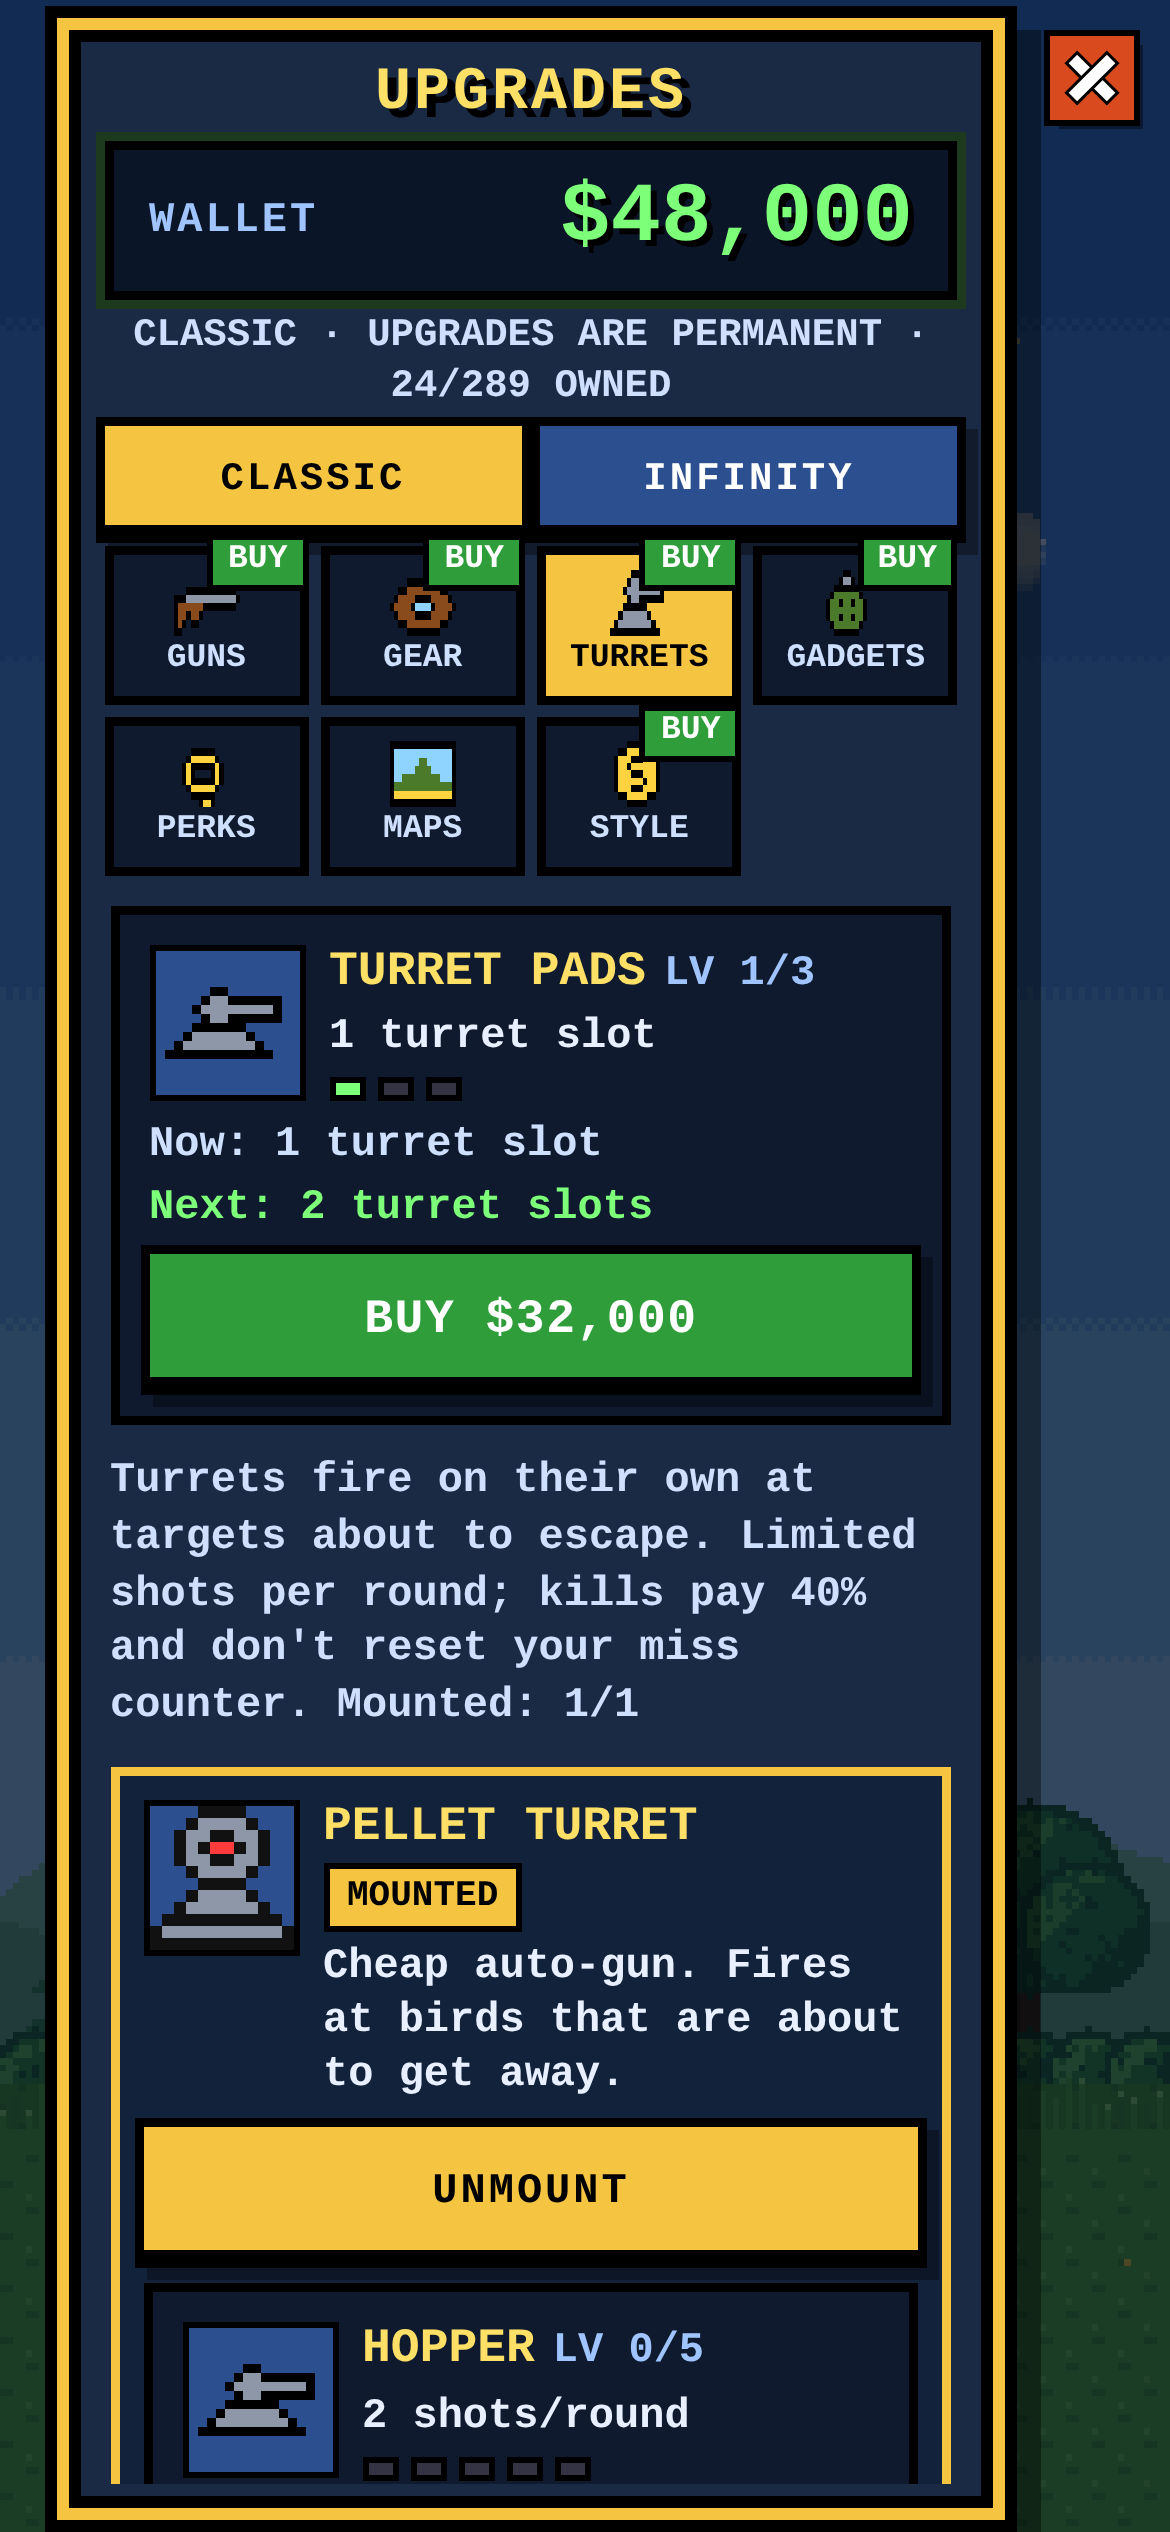 UPGRADES
WALLET $48,000
CLASSIC · UPGRADES ARE PERMANENT ·
24/289 OWNED
CLASSIC INFINITY
BUY BUY BUY BUY
GUNS GEAR TURRETS GADGETS
BUY
PERKS MAPS STYLE
TURRET PADS LV 1/3
1 turret slot
Now: 1 turret slot
Next: 2 turret slots
BUY $32,000
Turrets fire on their own at
targets about to escape. Limited
shots per round; kills pay 40%
and don't reset your miss
counter. Mounted: 1/1
PELLET TURRET
MOUNTED
Cheap auto-gun. Fires
at birds that are about
to get away.
UNMOUNT
HOPPER LV 0/5
2 shots/round